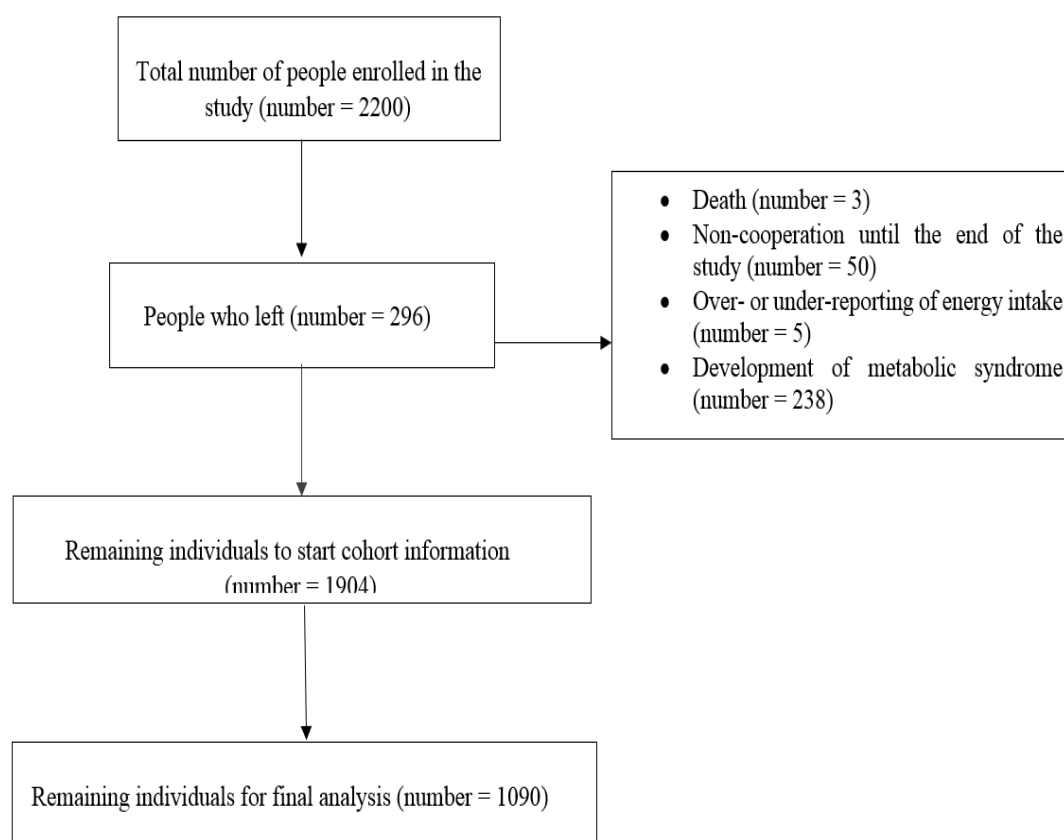 Total number of people enrolled in the
study (number = 2200)
• Death (number = 3)
• Non-cooperation until the end of the
study (number = 50)
• Over- or under-reporting of energy intake
(number = 5)
• Development of metabolic syndrome
(number = 238)
People who left (number = 296)
Remaining individuals to start cohort information
(number = 1904)
Remaining individuals for final analysis (number = 1090)